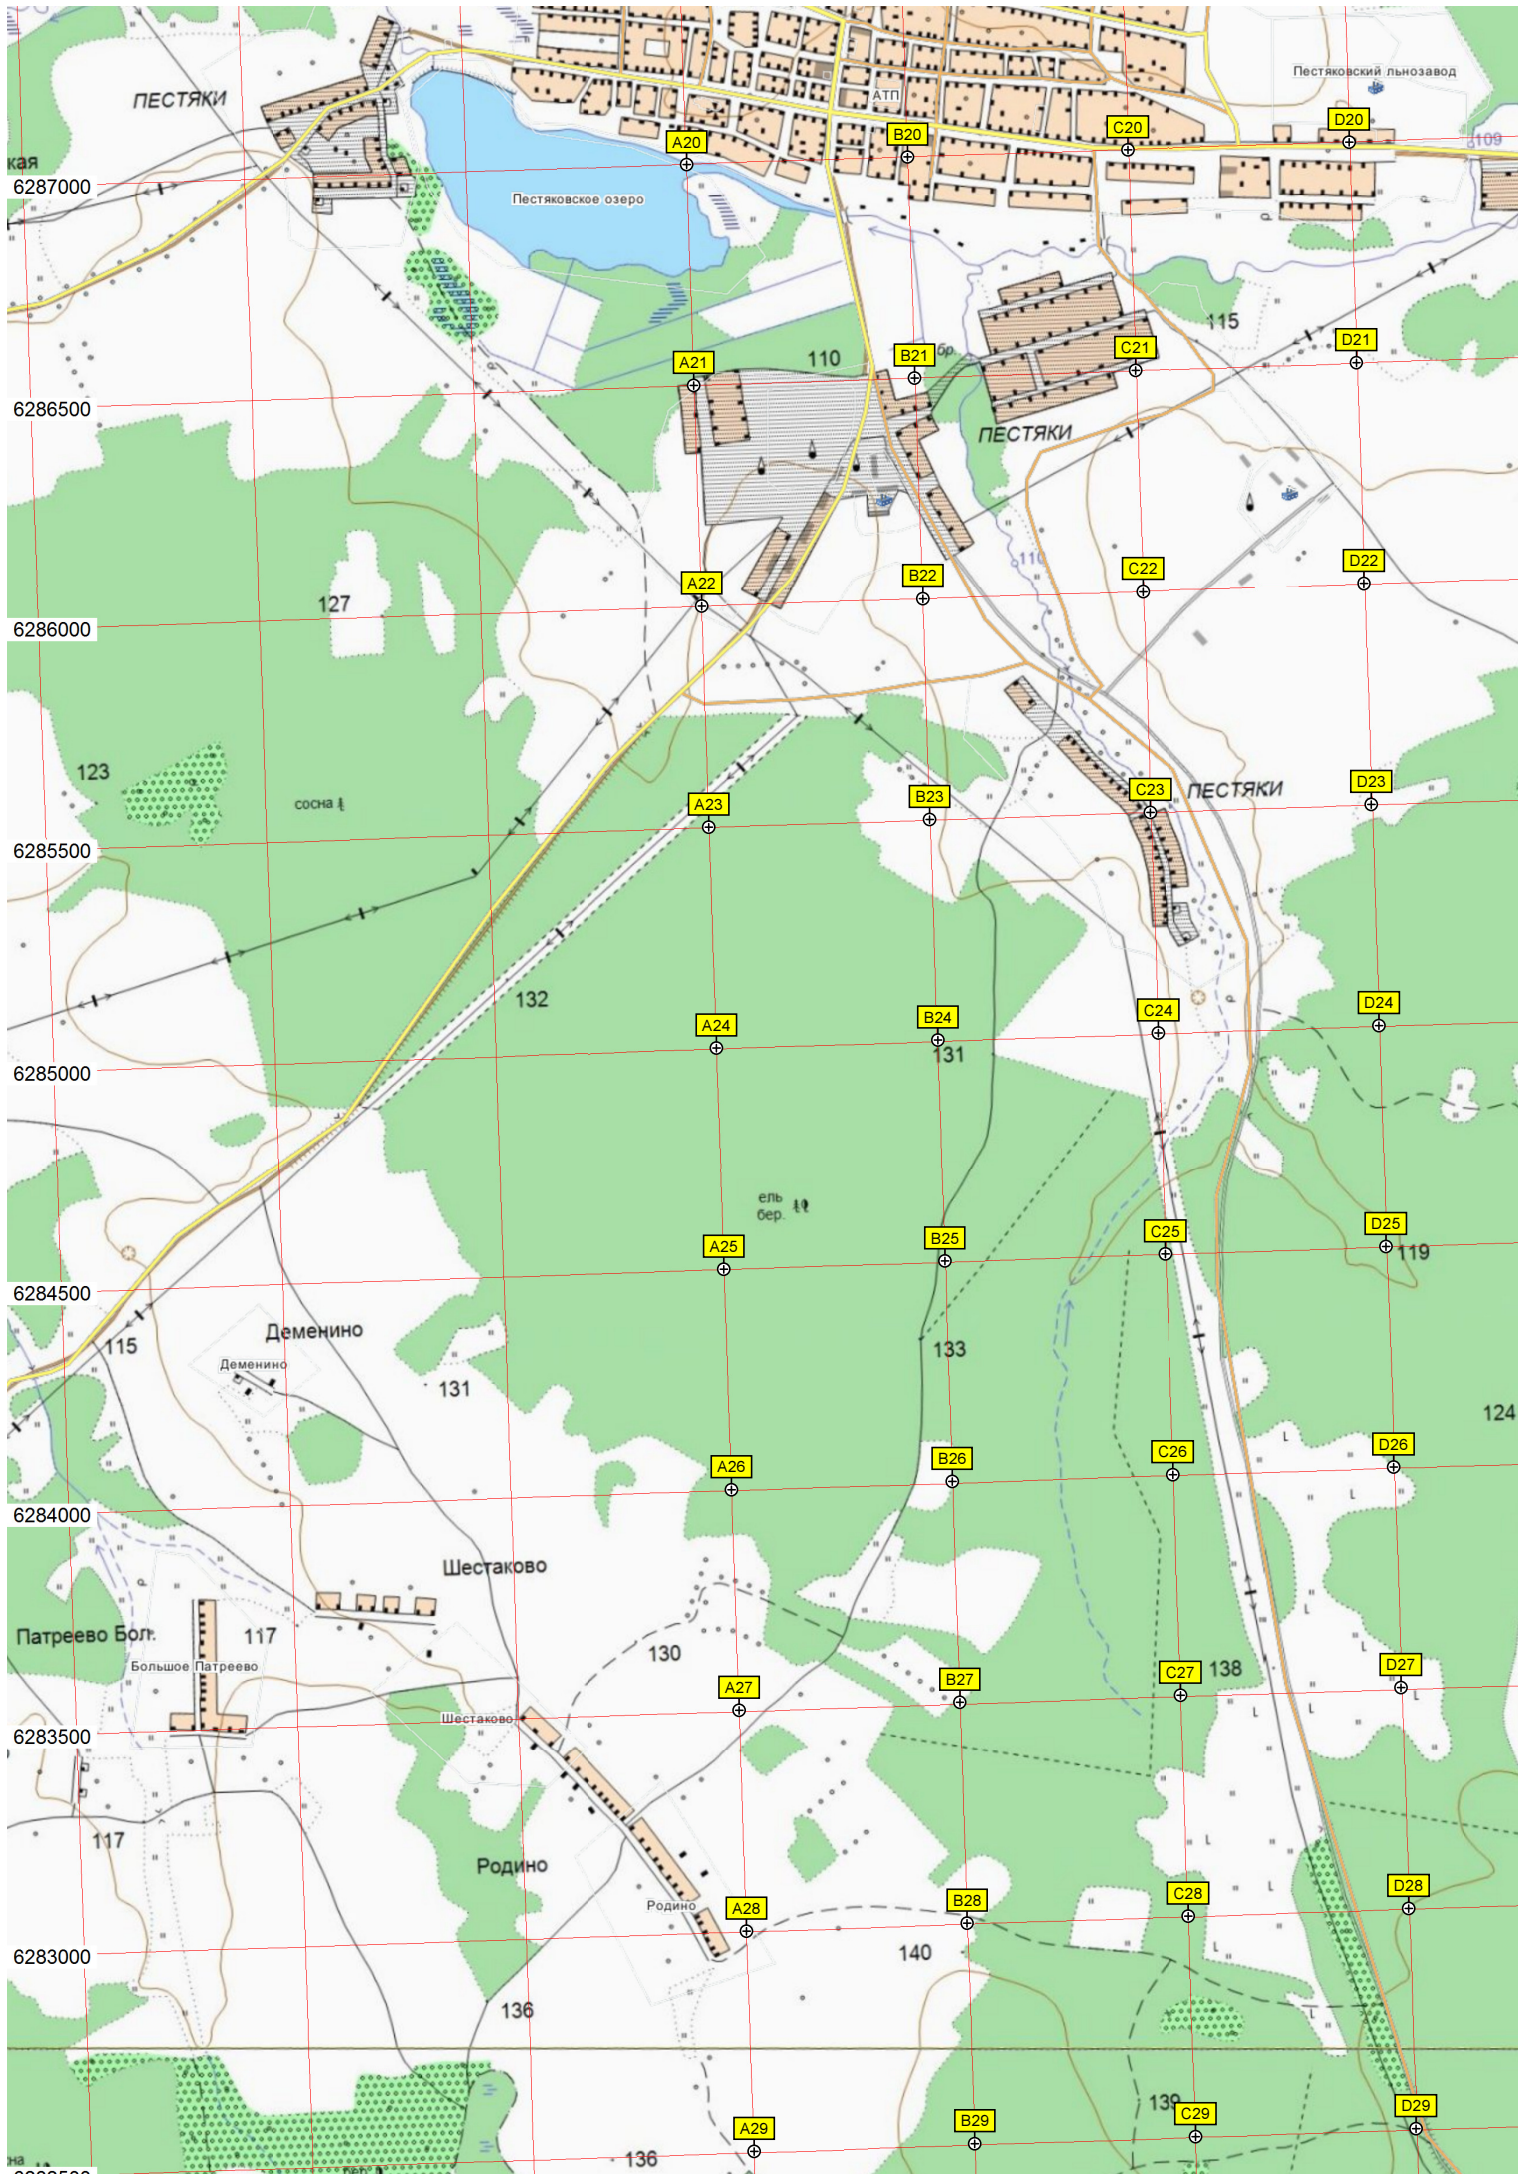 Пестяковский льнозавод
ПЕСТЯКИ
АТП
A20
B20
C20
D20
109
кая
6287000
Пестяковское озеро
115
A21
110
B21
бр.
C21
D21
6286500
ПЕСТЯКИ
110
A22
B22
C22
D22
127
6286000
123
сосна
A23
B23
C23
ПЕСТЯКИ
D23
6285500
132
A24
B24
C24
D24
131
6285000
ель
бер.
A25
B25
C25
D25
119
6284500
Деменино
115
Деменино
133
131
124
A26
B26
C26
D26
6284000
Шестаково
Патреево Бол.
117
130
Большое Патреево
138
A27
B27
C27
D27
Шестаково
6283500
117
Родино
Родино
A28
B28
C28
D28
140
6283000
136
139
A29
B29
C29
D29
136